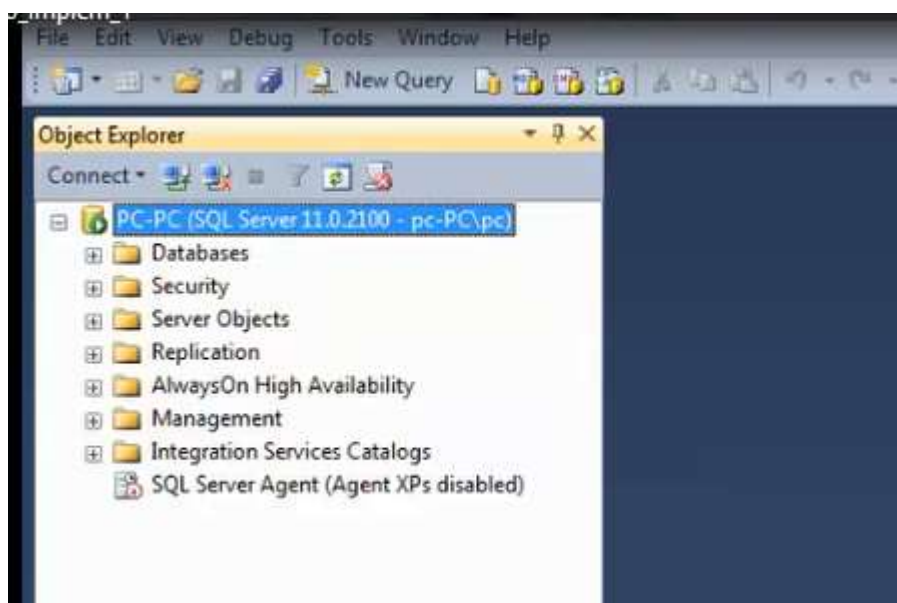 File Edit View Debug Tools Window Help
New Query
Object Explorer
Connect
PC-PC (SQL Server 11.0.2100 - pc-PC\pc)
Databases
Security
Server Objects
Replication
AlwaysOn High Availability
Management
Integration Services Catalogs
SQL Server Agent (Agent XPs disabled)